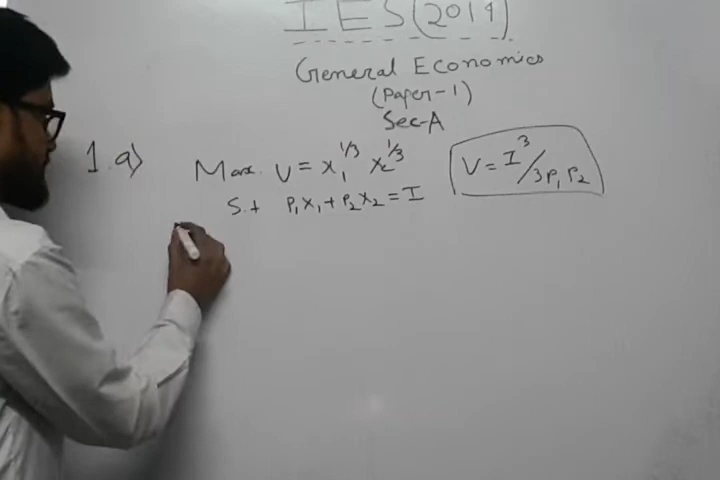 IES(2019)
General Economics
(Paper-1)
Sec-A
1.a) Max. U = x₁^1/3 x₂^1/3
S.t P₁x₁ + P₂x₂ = I
V = I³/3P₁P₂